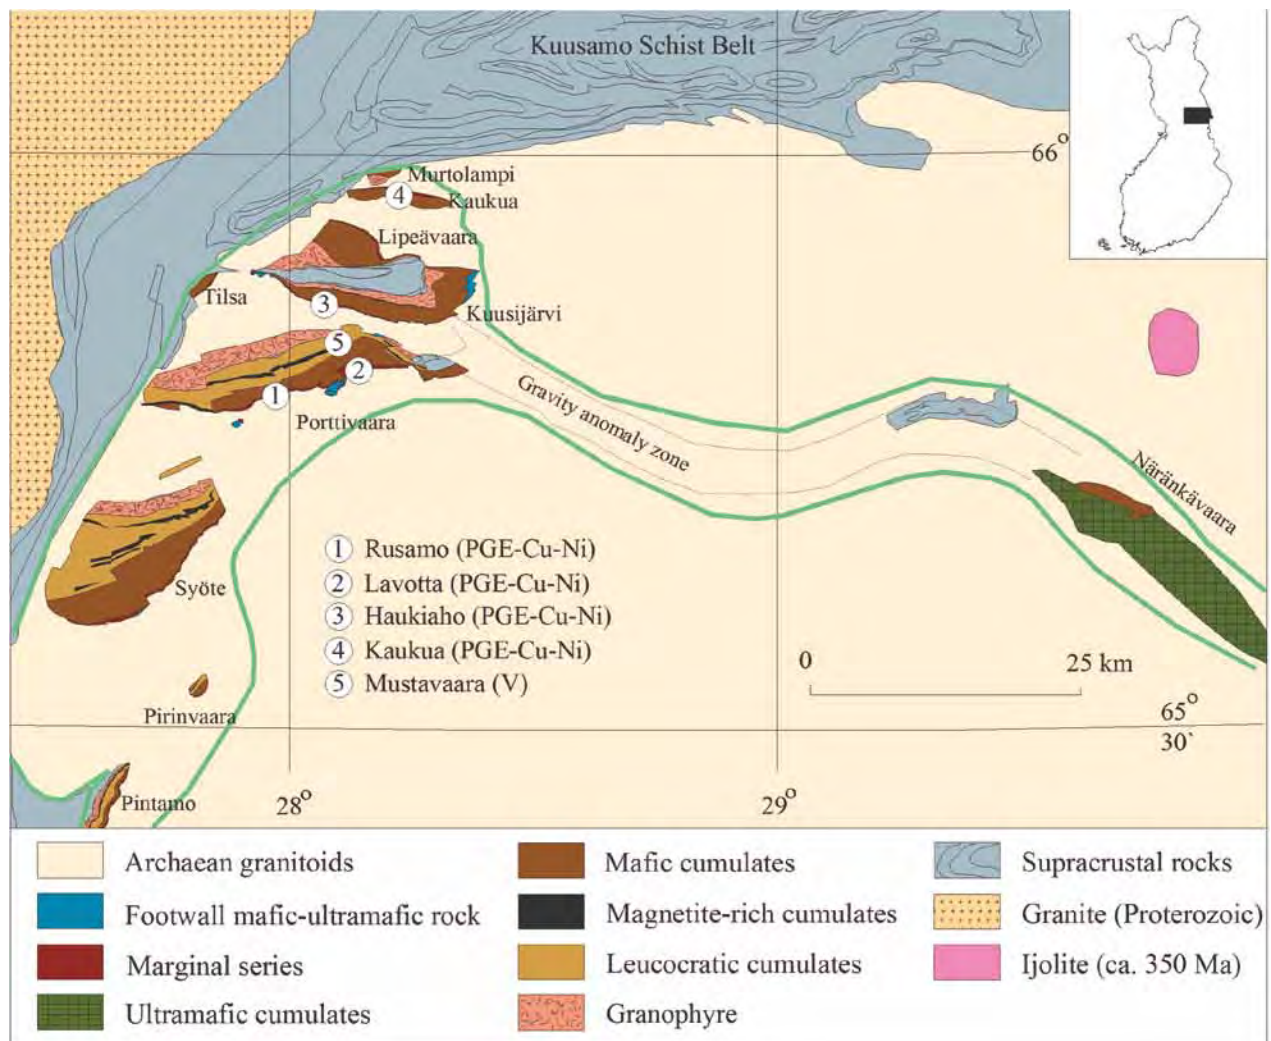 Kuusamo Schist Belt
66°
Murtolampi
4
Kaukua
Lipeävaara
Tilsa
3
Kuusijärvi
5
2
1
Porttivaara
Gravity anomaly zone
Näränkävaara
Syöte
1 Rusamo (PGE-Cu-Ni)
2 Lavotta (PGE-Cu-Ni)
3 Haukiaho (PGE-Cu-Ni)
4 Kaukua (PGE-Cu-Ni)
5 Mustavaara (V)
0 25 km
Pirinvaara
65°
30`
Pintamo
28°
29°
Archaean granitoids
Footwall mafic-ultramafic rock
Marginal series
Ultramafic cumulates
Mafic cumulates
Magnetite-rich cumulates
Leucocratic cumulates
Granophyre
Supracrustal rocks
Granite (Proterozoic)
Ijolite (ca. 350 Ma)